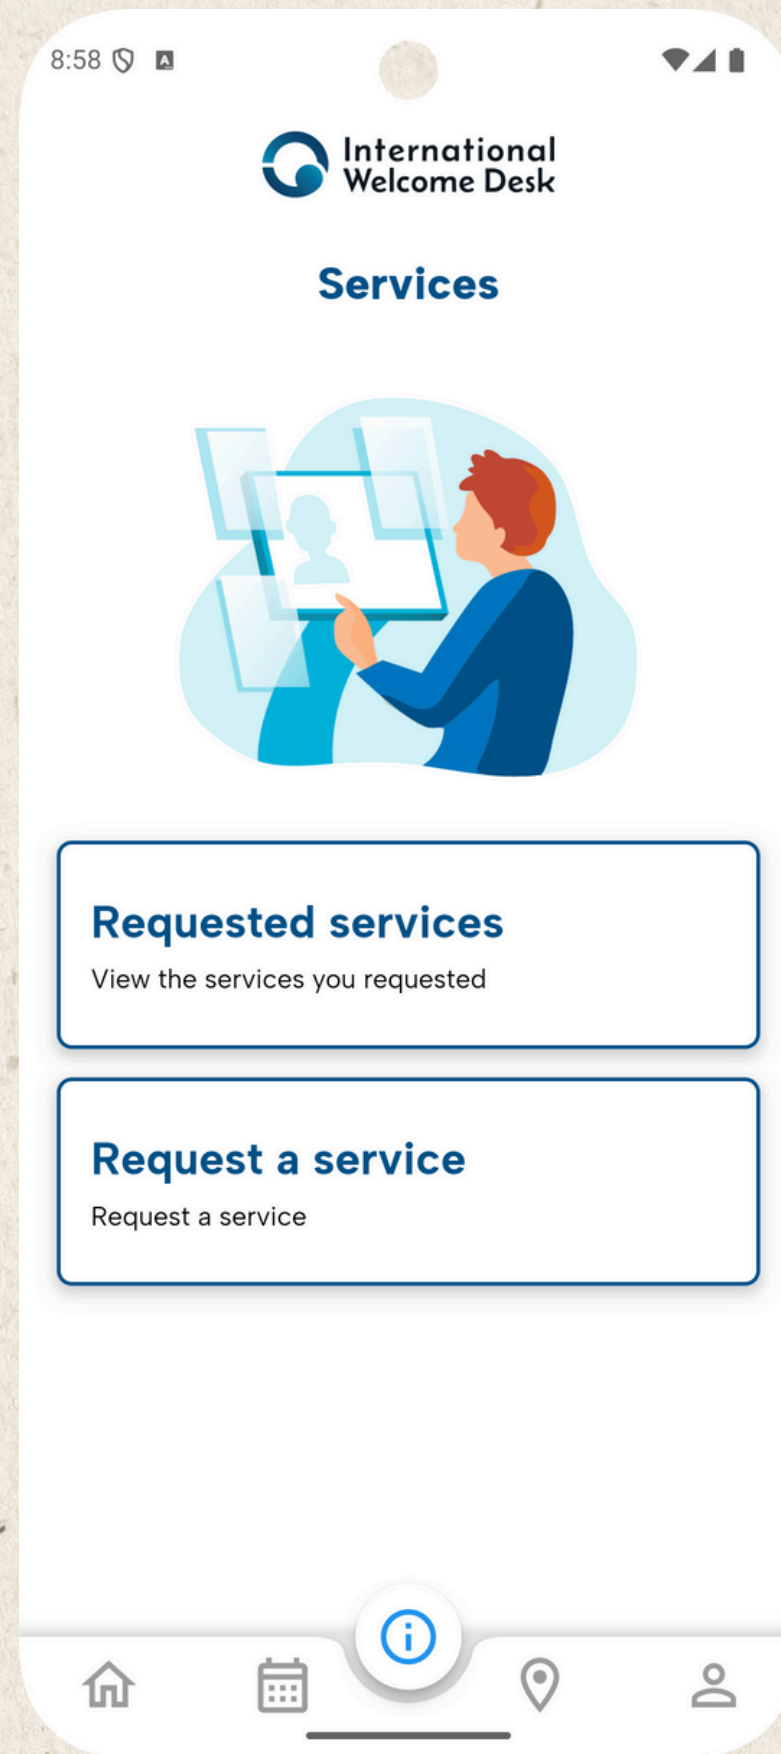 8:58
International
Welcome Desk
Services
Requested services
View the services you requested
Request a service
Request a service